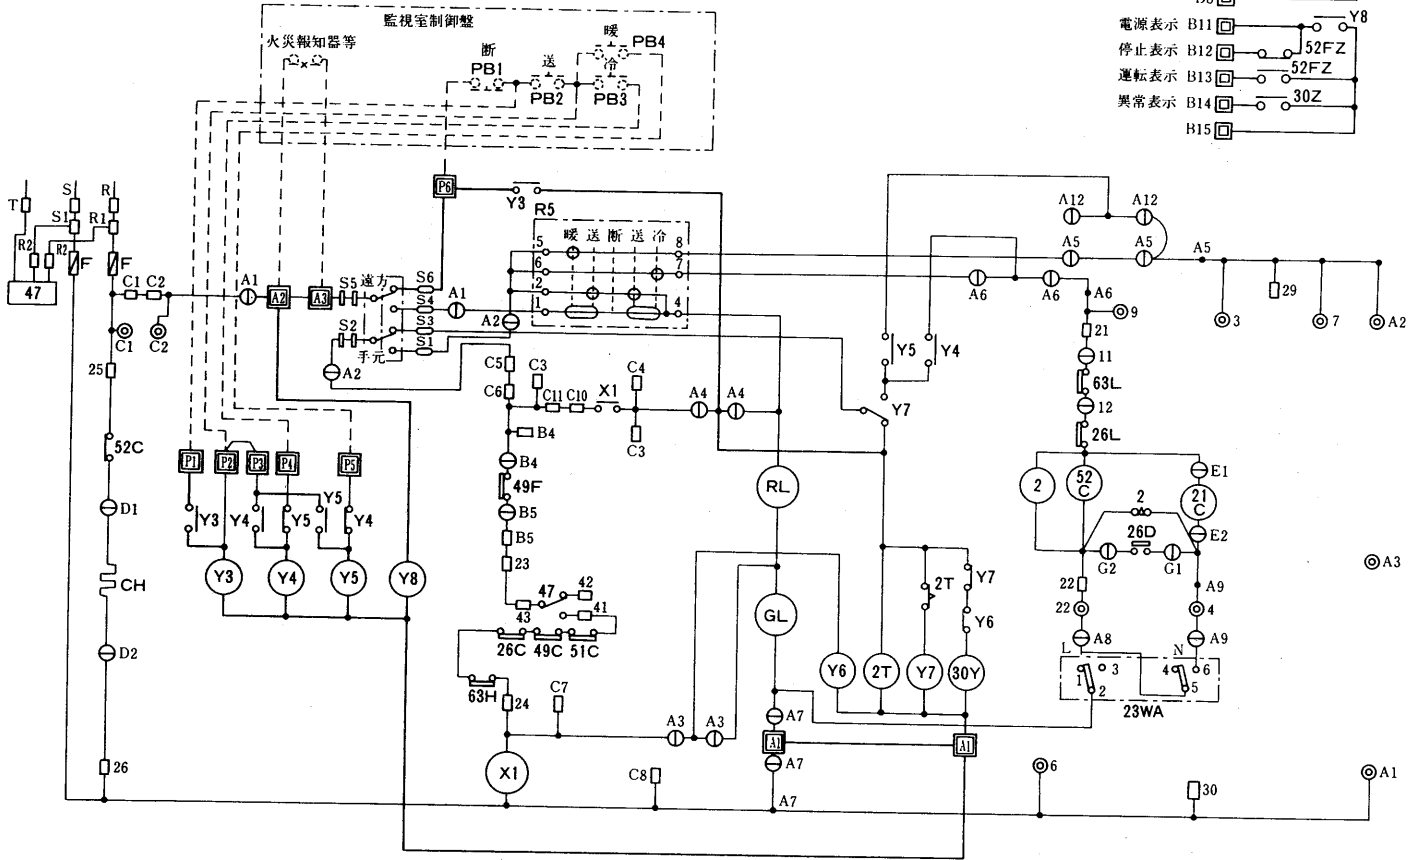 監視室制御盤
火災報知器等
断
PB1
送
PB2
暖
PB4
冷
PB3
電源表示 B11
Y8
停止表示 B12
52FZ
運転表示 B13
52FZ
異常表示 B14
30Z
B15
P6
Y3
R5
暖 送 断 送 冷
5
6
2
1
8
7
4
T
S
R
S1
R1
R2
R2
F
F
47
C1 C2
A1
A2
A3
S5
遠方
S6
S4
S3
S1
A1
S2
手元
A2
A2
C1
C2
25
52C
D1
CH
D2
26
A12
A12
A5
A5
A5
A6
A6
A6
9
3
29
7
A2
21
11
63L
12
26L
Y5
Y4
Y7
C5
C6
C3
C11
C10
X1
C4
C3
A4
A4
B4
B4
49F
B5
B5
23
43
47
42
41
26C
49C
51C
63H
24
C7
X1
C8
A3
A3
P1
P2
P3
P4
P5
Y3
Y4
Y5
Y5
Y4
Y3
Y4
Y5
Y8
RL
GL
A7
A1
A7
A7
Y6
2T
Y7
30Y
2T
Y7
Y6
A1
2
52C
E1
21C
E2
2
26D
G2
G1
22
22
A8
A9
4
A9
L
N
1
2
3
4
5
6
23WA
A3
6
30
A1